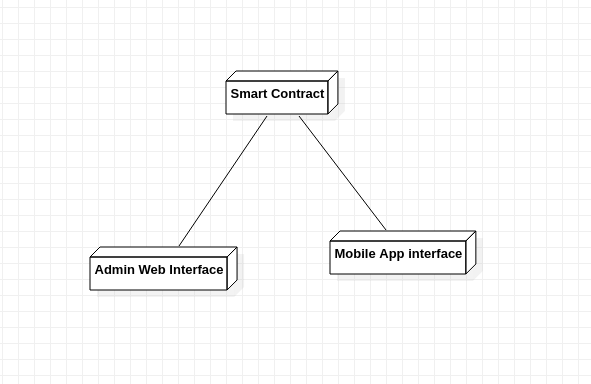 Smart Contract
Admin Web Interface
Mobile App interface